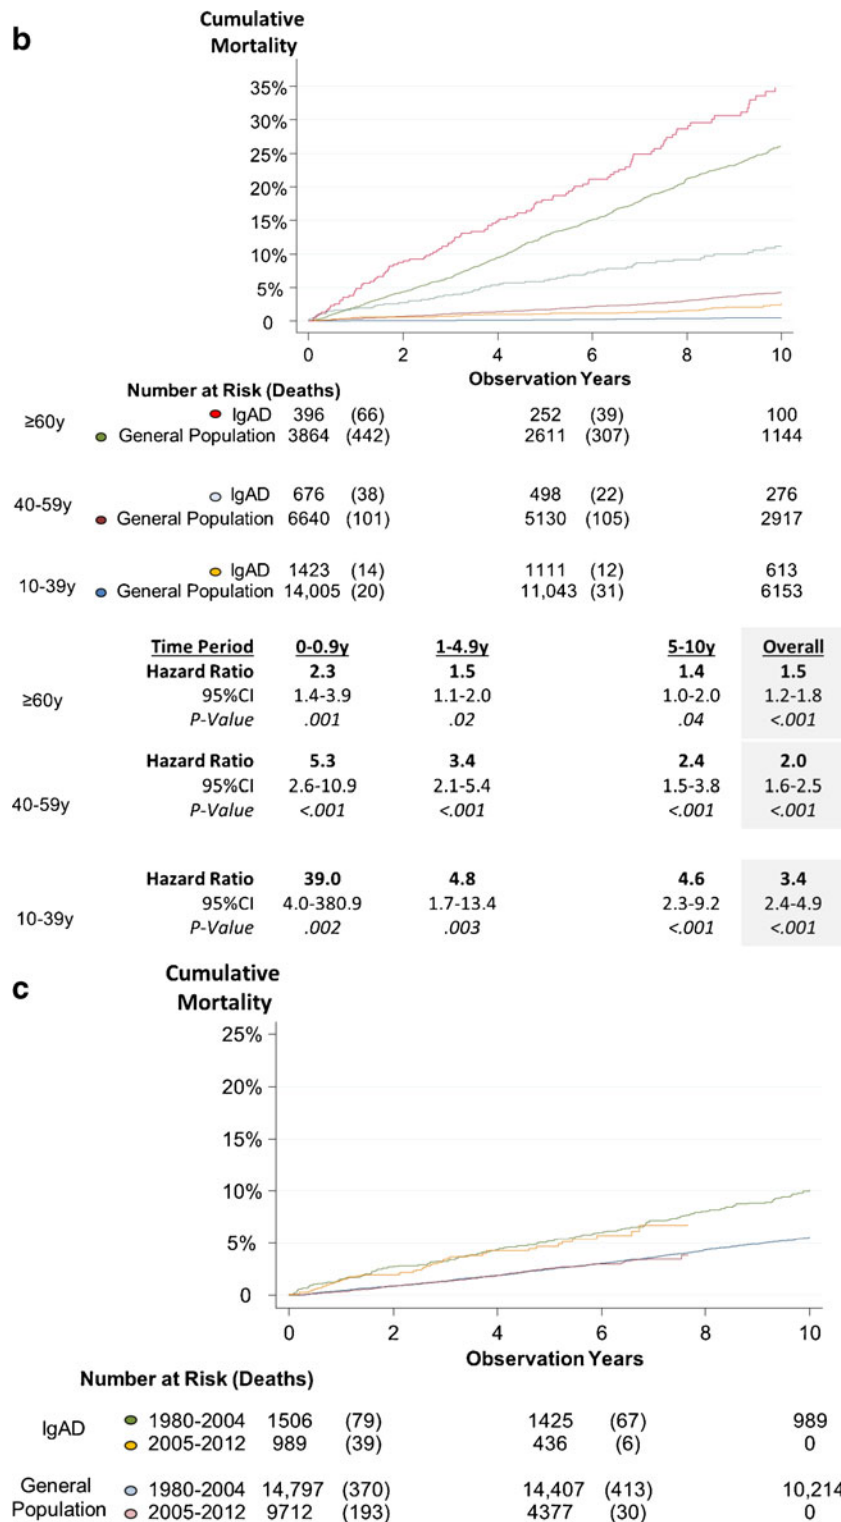 b
Cumulative
Mortality
35%
30%
25%
20%
15%
10%
5%
0
0 2 4 6 8 10
Observation Years
Number at Risk (Deaths)
≥60y
IgAD 396 (66) 252 (39) 100
General Population 3864 (442) 2611 (307) 1144
40-59y
IgAD 676 (38) 498 (22) 276
General Population 6640 (101) 5130 (105) 2917
10-39y
IgAD 1423 (14) 1111 (12) 613
General Population 14,005 (20) 11,043 (31) 6153
Time Period 0-0.9y 1-4.9y 5-10y Overall
≥60y
Hazard Ratio 2.3 1.5 1.4 1.5
95%CI 1.4-3.9 1.1-2.0 1.0-2.0 1.2-1.8
P-Value .001 .02 .04 <.001
40-59y
Hazard Ratio 5.3 3.4 2.4 2.0
95%CI 2.6-10.9 2.1-5.4 1.5-3.8 1.6-2.5
P-Value <.001 <.001 <.001 <.001
10-39y
Hazard Ratio 39.0 4.8 4.6 3.4
95%CI 4.0-380.9 1.7-13.4 2.3-9.2 2.4-4.9
P-Value .002 .003 <.001 <.001
c
Cumulative
Mortality
25%
20%
15%
10%
5%
0
0 2 4 6 8 10
Observation Years
Number at Risk (Deaths)
IgAD
1980-2004 1506 (79) 1425 (67) 989
2005-2012 989 (39) 436 (6) 0
General
Population
1980-2004 14,797 (370) 14,407 (413) 10,214
2005-2012 9712 (193) 4377 (30) 0